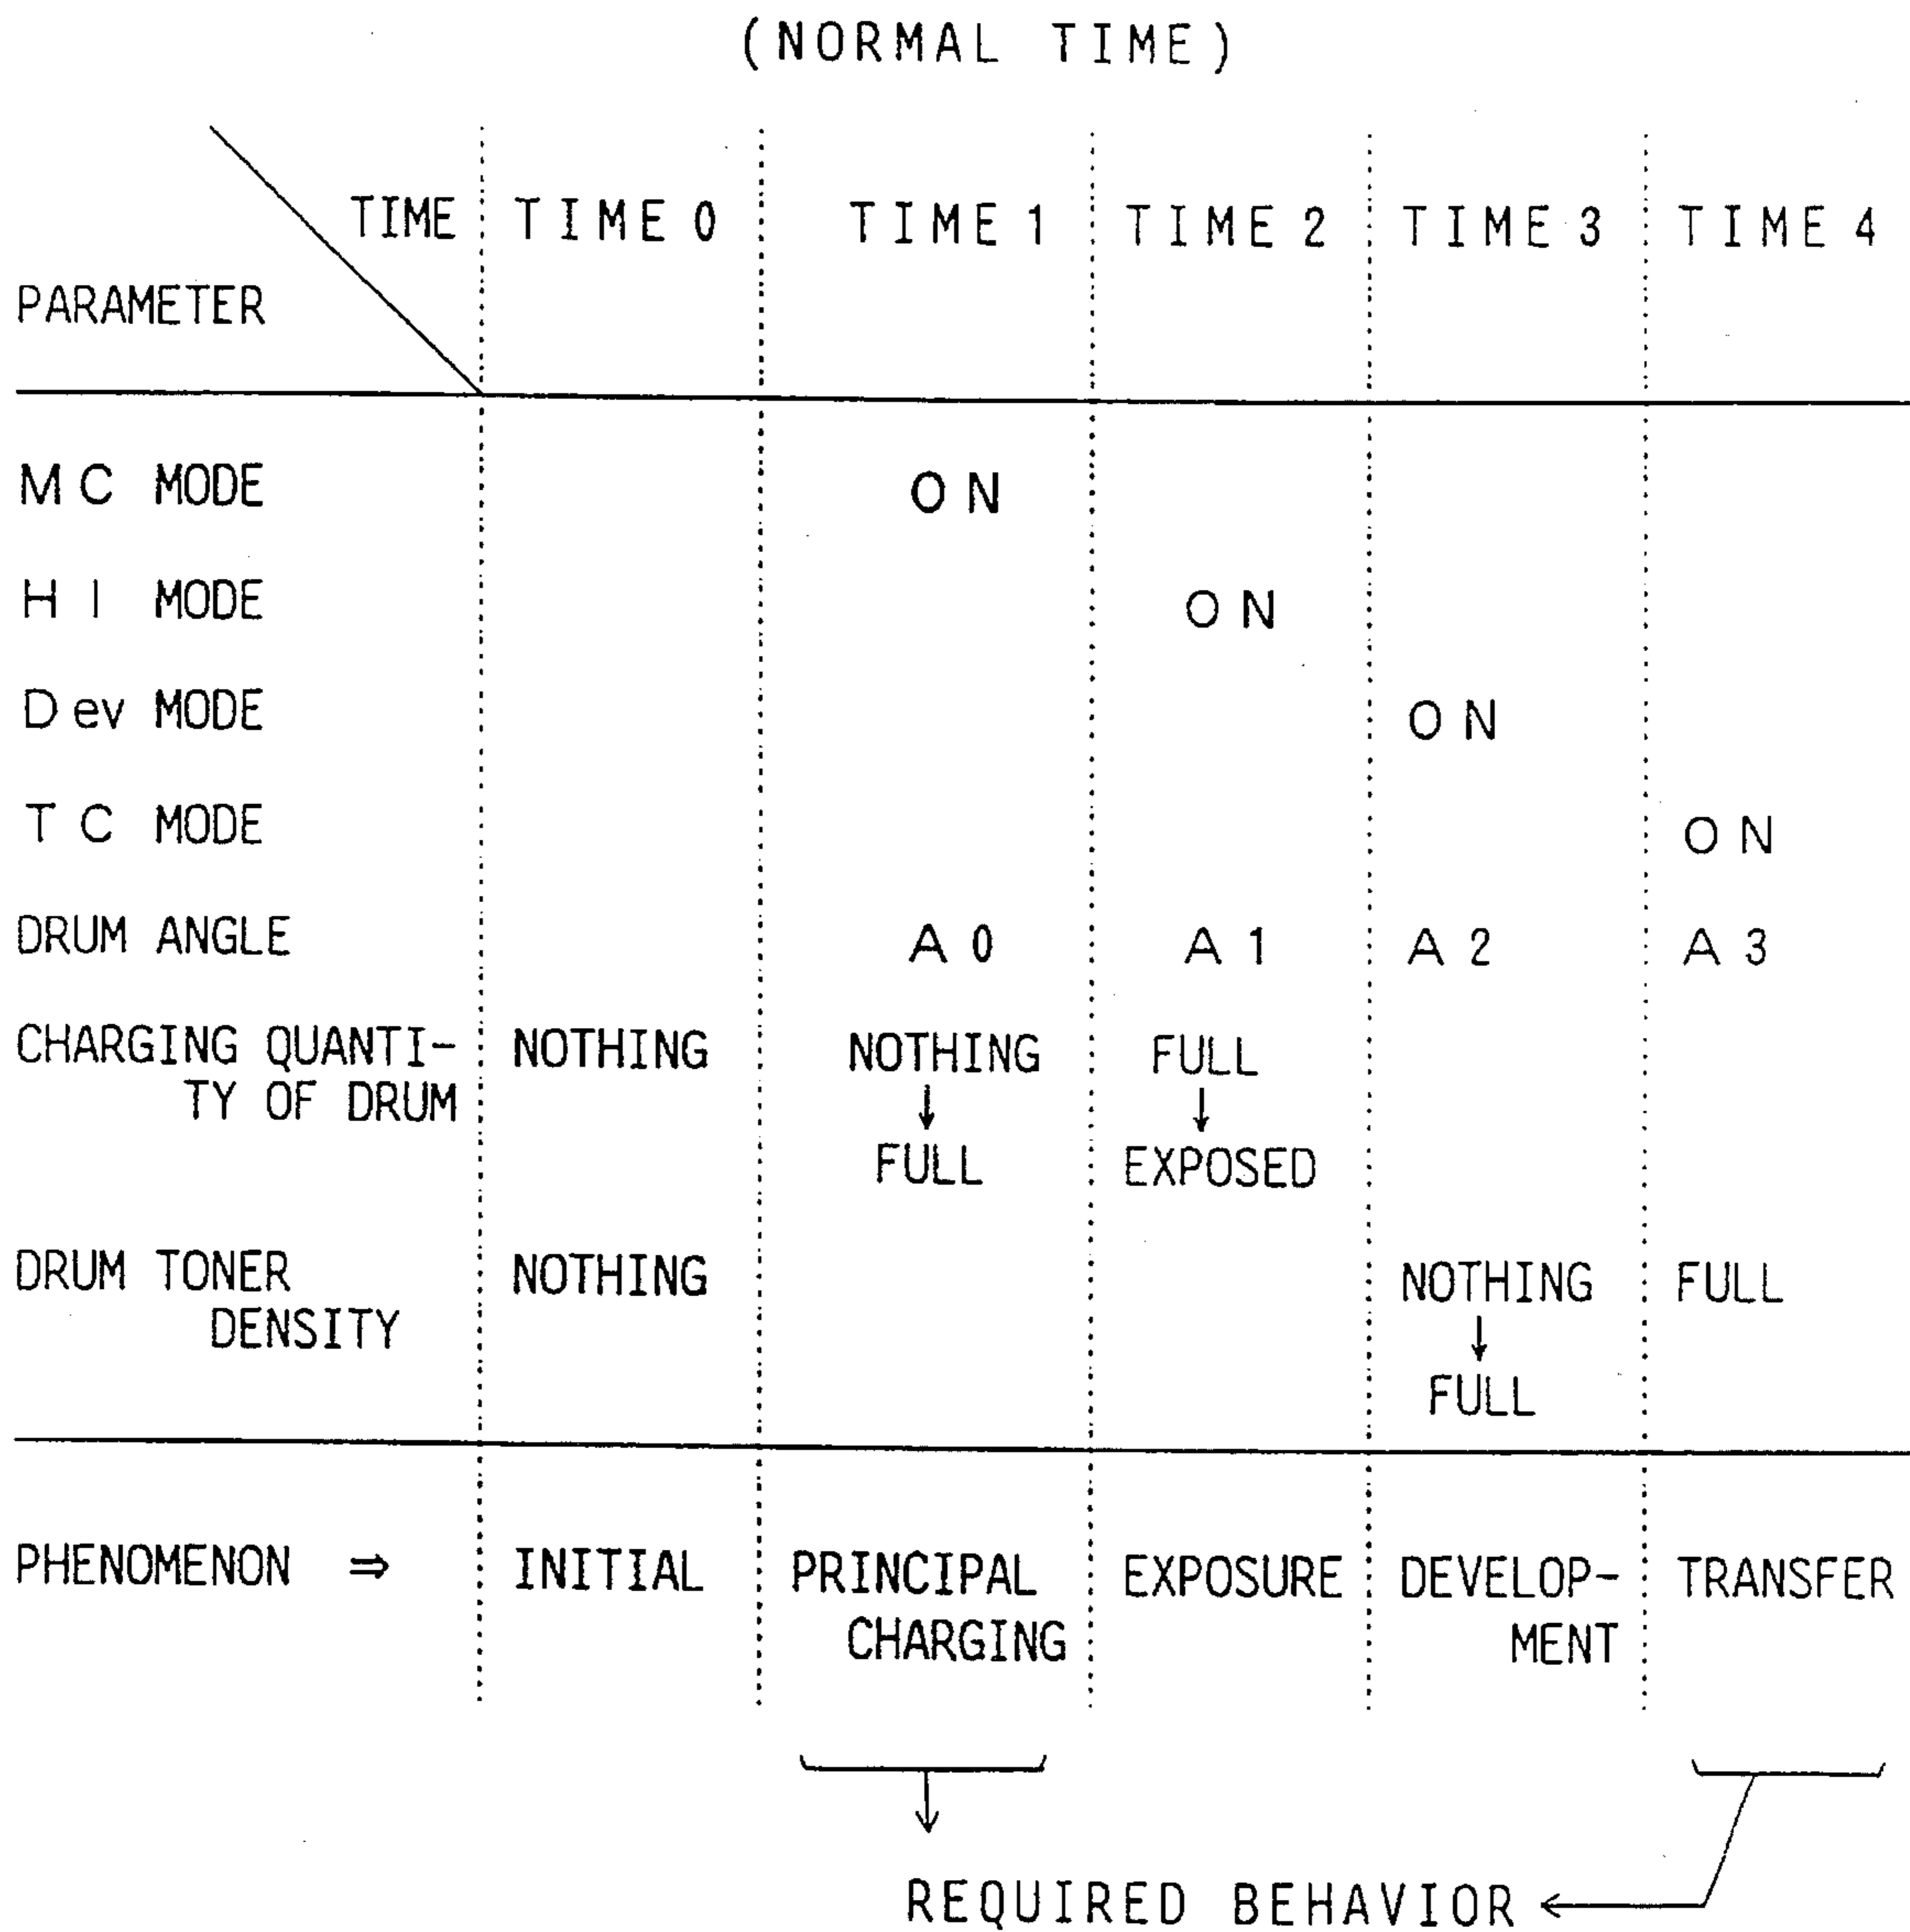 (NORMAL TIME)
TIME TIME 0 TIME 1 TIME 2 TIME 3 TIME 4
PARAMETER
MC MODE ON
HI MODE ON
Dev MODE ON
TC MODE ON
DRUM ANGLE A0 A1 A2 A3
CHARGING QUANTI- NOTHING NOTHING FULL
TY OF DRUM ↓ ↓
FULL EXPOSED
DRUM TONER NOTHING NOTHING FULL
DENSITY ↓
FULL
PHENOMENON ⇒ INITIAL PRINCIPAL EXPOSURE DEVELOP- TRANSFER
CHARGING MENT
REQUIRED BEHAVIOR